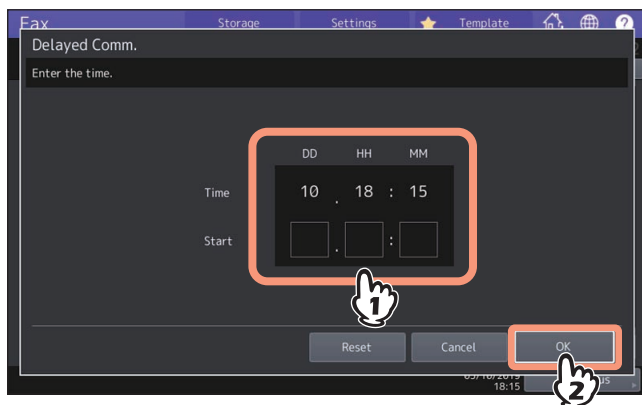 Fax Storage Settings Template ?
Delayed Comm.
Enter the time.
DD HH MM
Time 10 . 18 : 15
Start . :
1
Reset Cancel OK
18:15
2